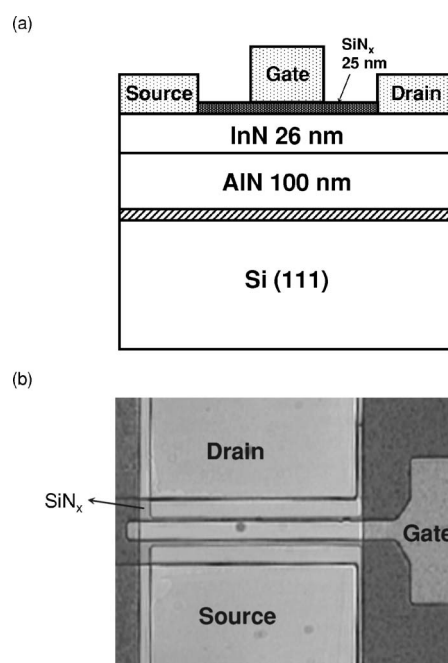 (a)
SiNx
25 nm
Gate
Source
Drain
InN 26 nm
AlN 100 nm
Si (111)
(b)
Drain
SiNx
Gate
Source